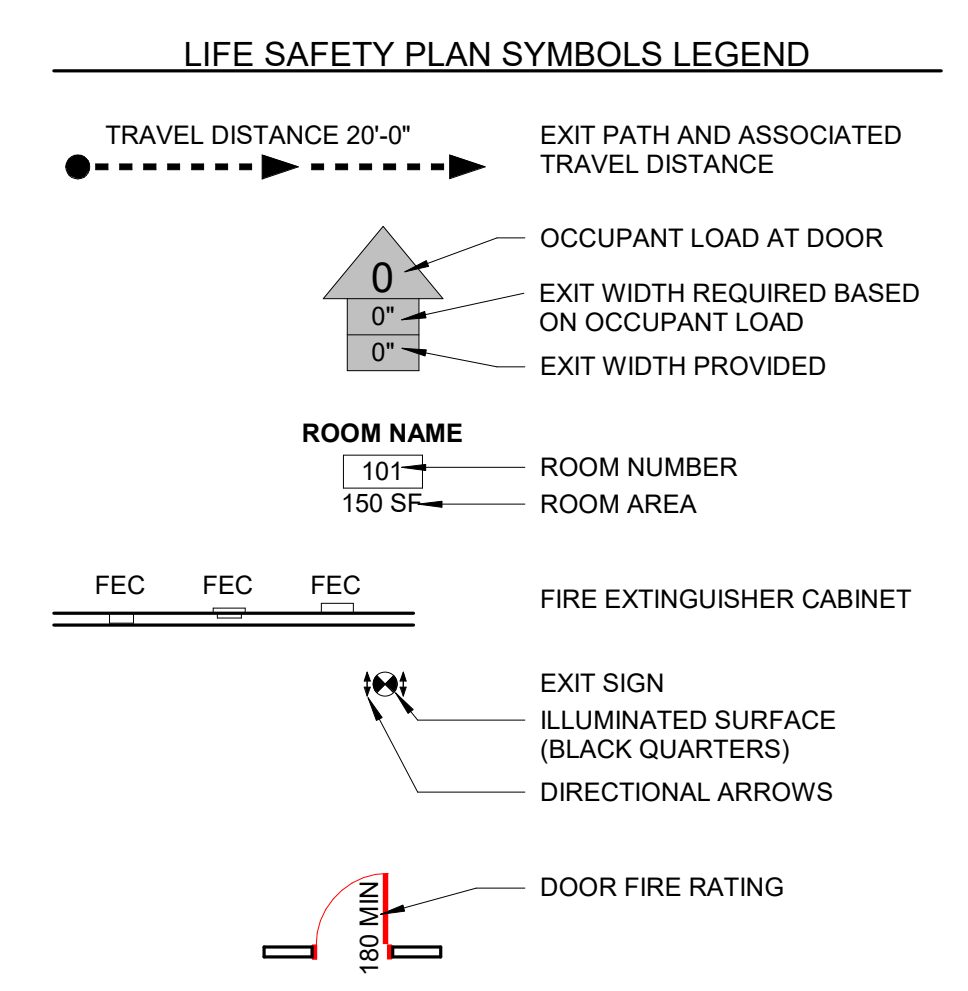 LIFE SAFETY PLAN SYMBOLS LEGEND
TRAVEL DISTANCE 20'-0"
EXIT PATH AND ASSOCIATED
TRAVEL DISTANCE
0
OCCUPANT LOAD AT DOOR
0"
EXIT WIDTH REQUIRED BASED
ON OCCUPANT LOAD
0"
EXIT WIDTH PROVIDED
ROOM NAME
101
ROOM NUMBER
150 SF
ROOM AREA
FEC FEC FEC
FIRE EXTINGUISHER CABINET
EXIT SIGN
ILLUMINATED SURFACE
(BLACK QUARTERS)
DIRECTIONAL ARROWS
180 MIN
DOOR FIRE RATING